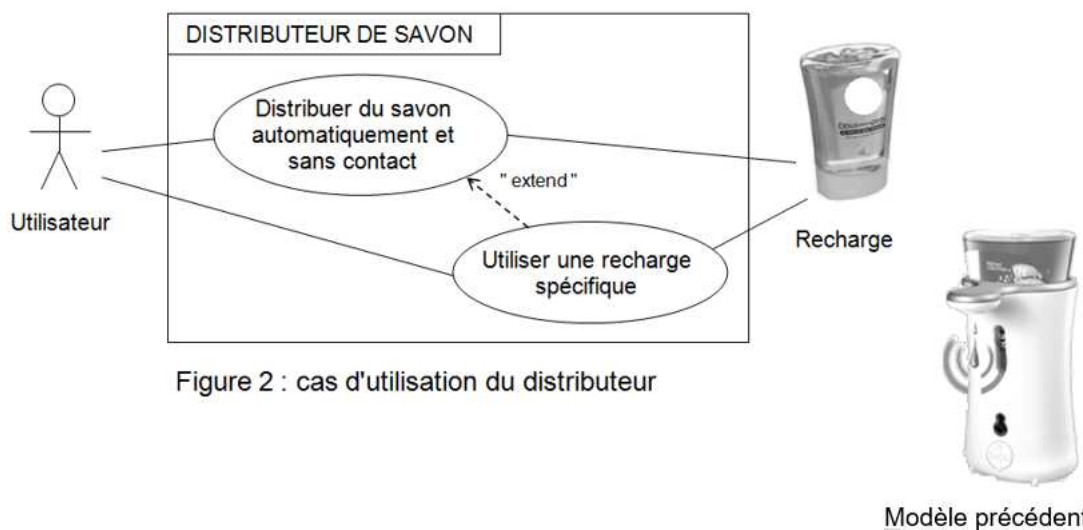 DISTRIBUTEUR DE SAVON
Distribuer du savon
automatiquement et
sans contact
" extend "
Utilisateur
Utiliser une recharge
spécifique
Recharge
Figure 2 : cas d'utilisation du distributeur
Modèle précédent